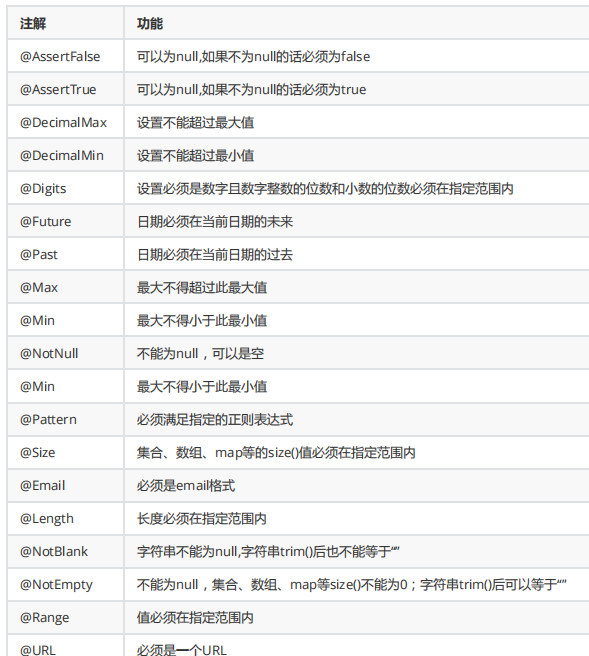 注解 功能
@AssertFalse 可以为null,如果不为null的话必须为false
@AssertTrue 可以为null,如果不为null的话必须为true
@DecimalMax 设置不能超过最大值
@DecimalMin 设置不能超过最小值
@Digits 设置必须是数字且数字整数的位数和小数的位数必须在指定范围内
@Future 日期必须在当前日期的未来
@Past 日期必须在当前日期的过去
@Max 最大不得超过此最大值
@Min 最大不得小于此最小值
@NotNull 不能为null，可以是空
@Min 最大不得小于此最小值
@Pattern 必须满足指定的正则表达式
@Size 集合、数组、map等的size()值必须在指定范围内
@Email 必须是email格式
@Length 长度必须在指定范围内
@NotBlank 字符串不能为null,字符串trim()后也不能等于“”
@NotEmpty 不能为null，集合、数组、map等size()不能为0；字符串trim()后可以等于“”
@Range 值必须在指定范围内
@URL 必须是一个URL